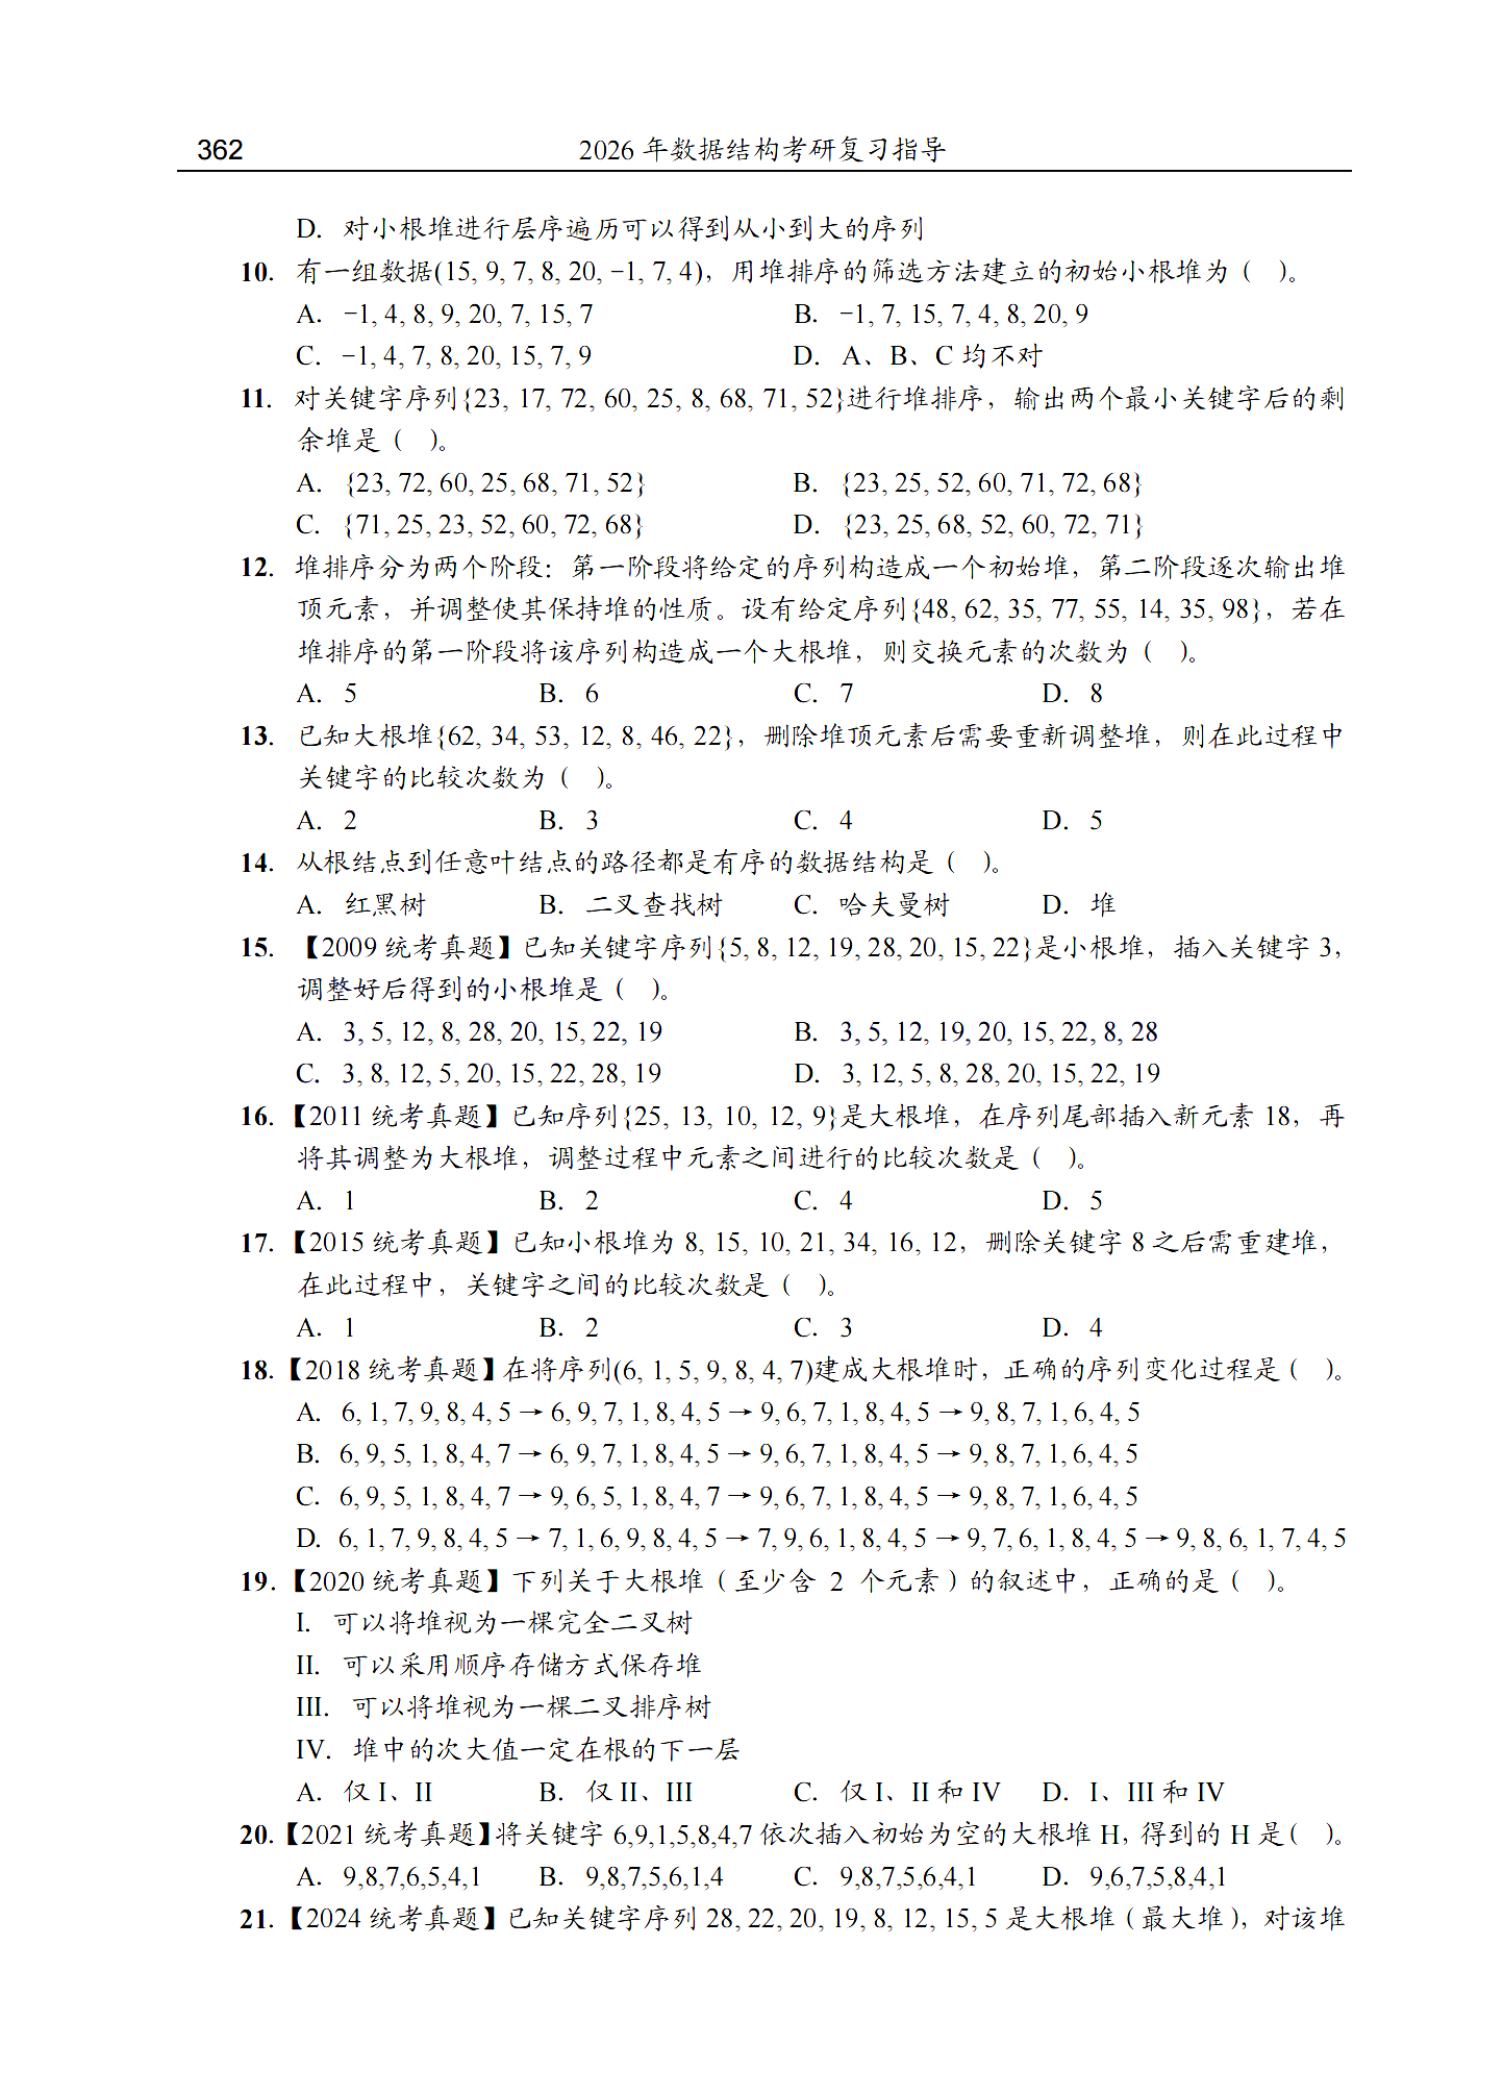 362
2026 年数据结构考研复习指导
D. 对小根堆进行层序遍历可以得到从小到大的序列
10. 有一组数据(15, 9, 7, 8, 20, -1, 7, 4)，用堆排序的筛选方法建立的初始小根堆为（ ）。
A. -1, 4, 8, 9, 20, 7, 15, 7 B. -1, 7, 15, 7, 4, 8, 20, 9
C. -1, 4, 7, 8, 20, 15, 7, 9 D. A、B、C 均不对
11. 对关键字序列{23, 17, 72, 60, 25, 8, 68, 71, 52}进行堆排序，输出两个最小关键字后的剩
余堆是（ ）。
A. {23, 72, 60, 25, 68, 71, 52} B. {23, 25, 52, 60, 71, 72, 68}
C. {71, 25, 23, 52, 60, 72, 68} D. {23, 25, 68, 52, 60, 72, 71}
12. 堆排序分为两个阶段：第一阶段将给定的序列构造成一个初始堆，第二阶段逐次输出堆
顶元素，并调整使其保持堆的性质。设有给定序列{48, 62, 35, 77, 55, 14, 35, 98}，若在
堆排序的第一阶段将该序列构造成一个大根堆，则交换元素的次数为（ ）。
A. 5 B. 6 C. 7 D. 8
13. 已知大根堆{62, 34, 53, 12, 8, 46, 22}，删除堆顶元素后需要重新调整堆，则在此过程中
关键字的比较次数为（ ）。
A. 2 B. 3 C. 4 D. 5
14. 从根结点到任意叶结点的路径都是有序的数据结构是（ ）。
A. 红黑树 B. 二叉查找树 C. 哈夫曼树 D. 堆
15. 【2009 统考真题】已知关键字序列{5, 8, 12, 19, 28, 20, 15, 22}是小根堆，插入关键字 3，
调整好后得到的小根堆是（ ）。
A. 3, 5, 12, 8, 28, 20, 15, 22, 19 B. 3, 5, 12, 19, 20, 15, 22, 8, 28
C. 3, 8, 12, 5, 20, 15, 22, 28, 19 D. 3, 12, 5, 8, 28, 20, 15, 22, 19
16. 【2011 统考真题】已知序列{25, 13, 10, 12, 9}是大根堆，在序列尾部插入新元素 18，再
将其调整为大根堆，调整过程中元素之间进行的比较次数是（ ）。
A. 1 B. 2 C. 4 D. 5
17. 【2015 统考真题】已知小根堆为 8, 15, 10, 21, 34, 16, 12，删除关键字 8 之后需重建堆，
在此过程中，关键字之间的比较次数是（ ）。
A. 1 B. 2 C. 3 D. 4
18. 【2018 统考真题】在将序列(6, 1, 5, 9, 8, 4, 7)建成大根堆时，正确的序列变化过程是（ ）。
A. 6, 1, 7, 9, 8, 4, 5 → 6, 9, 7, 1, 8, 4, 5 → 9, 6, 7, 1, 8, 4, 5 → 9, 8, 7, 1, 6, 4, 5
B. 6, 9, 5, 1, 8, 4, 7 → 6, 9, 7, 1, 8, 4, 5 → 9, 6, 7, 1, 8, 4, 5 → 9, 8, 7, 1, 6, 4, 5
C. 6, 9, 5, 1, 8, 4, 7 → 9, 6, 5, 1, 8, 4, 7 → 9, 6, 7, 1, 8, 4, 5 → 9, 8, 7, 1, 6, 4, 5
D. 6, 1, 7, 9, 8, 4, 5 → 7, 1, 6, 9, 8, 4, 5 → 7, 9, 6, 1, 8, 4, 5 → 9, 7, 6, 1, 8, 4, 5 → 9, 8, 6, 1, 7, 4, 5
19. 【2020 统考真题】下列关于大根堆（至少含 2 个元素）的叙述中，正确的是（ ）。
I. 可以将堆视为一棵完全二叉树
II. 可以采用顺序存储方式保存堆
III. 可以将堆视为一棵二叉排序树
IV. 堆中的次大值一定在根的下一层
A. 仅 I、II B. 仅 II、III C. 仅 I、II 和 IV D. I、III 和 IV
20. 【2021 统考真题】将关键字 6,9,1,5,8,4,7 依次插入初始为空的大根堆 H，得到的 H 是（ ）。
A. 9,8,7,6,5,4,1 B. 9,8,7,5,6,1,4 C. 9,8,7,5,6,4,1 D. 9,6,7,5,8,4,1
21. 【2024 统考真题】已知关键字序列 28, 22, 20, 19, 8, 12, 15, 5 是大根堆（最大堆），对该堆